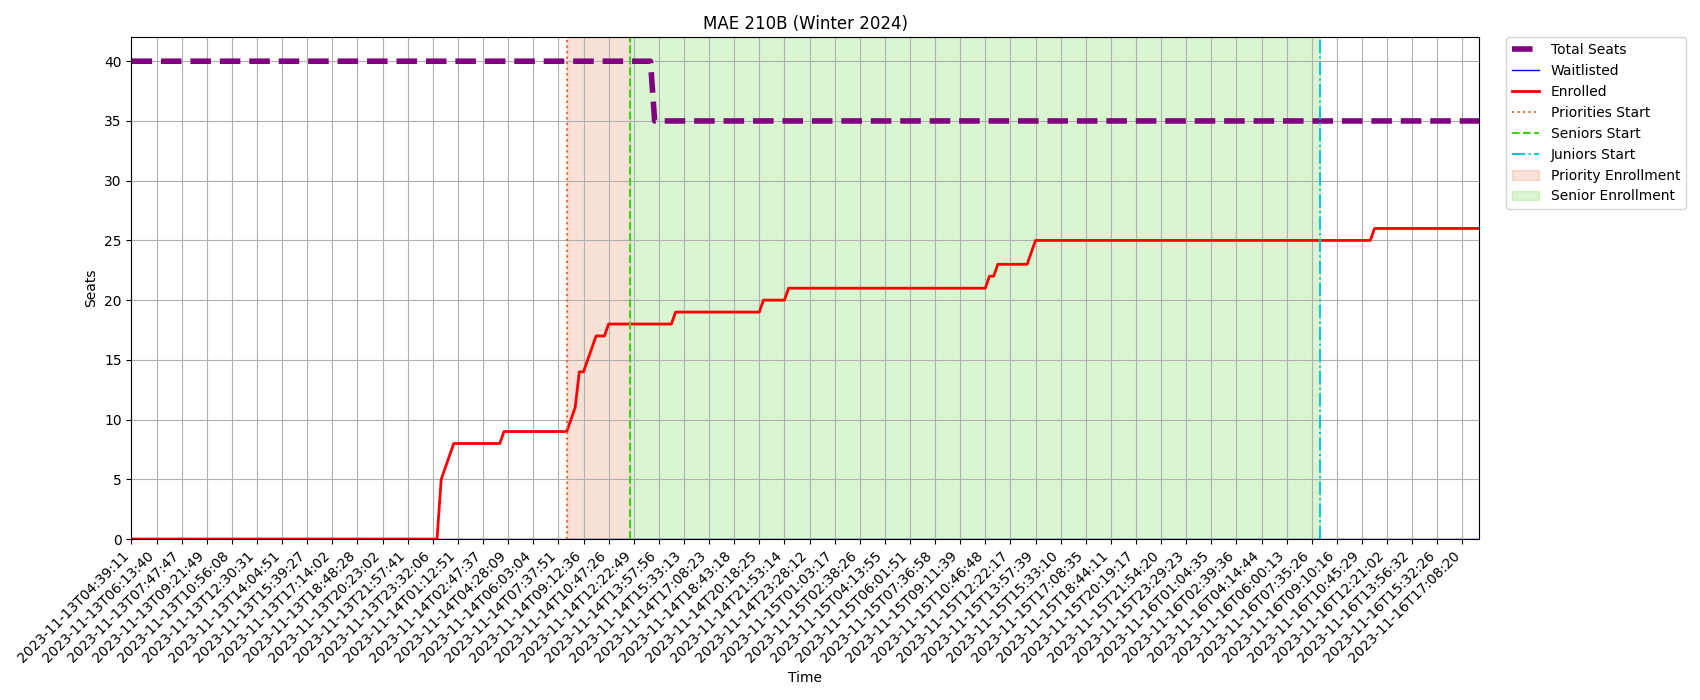 MAE 210B (Winter 2024)
Total Seats
Waitlisted
Enrolled
Priorities Start
Seniors Start
Juniors Start
Priority Enrollment
Senior Enrollment
Seats
40
35
30
25
20
15
10
5
0
2023-11-13T04:39:11
2023-11-13T06:13:40
2023-11-13T07:47:47
2023-11-13T09:21:49
2023-11-13T10:56:08
2023-11-13T12:30:31
2023-11-13T14:04:51
2023-11-13T15:39:27
2023-11-13T17:14:02
2023-11-13T18:48:28
2023-11-13T20:23:02
2023-11-13T21:57:41
2023-11-13T23:32:06
2023-11-14T01:12:51
2023-11-14T02:47:37
2023-11-14T04:28:09
2023-11-14T06:03:04
2023-11-14T07:37:51
2023-11-14T09:12:36
2023-11-14T10:47:26
2023-11-14T12:22:49
2023-11-14T13:57:56
2023-11-14T15:33:13
2023-11-14T17:08:23
2023-11-14T18:43:18
2023-11-14T20:18:25
2023-11-14T21:53:14
2023-11-14T23:28:12
2023-11-15T01:03:17
2023-11-15T02:38:26
2023-11-15T04:13:55
2023-11-15T06:01:51
2023-11-15T07:36:58
2023-11-15T09:11:39
2023-11-15T10:46:48
2023-11-15T12:22:17
2023-11-15T13:57:39
2023-11-15T15:33:10
2023-11-15T17:08:35
2023-11-15T18:44:11
2023-11-15T20:19:17
2023-11-15T21:54:20
2023-11-15T23:29:23
2023-11-16T01:04:35
2023-11-16T02:39:36
2023-11-16T04:14:44
2023-11-16T06:00:13
2023-11-16T07:35:26
2023-11-16T09:10:16
2023-11-16T10:45:29
2023-11-16T12:21:02
2023-11-16T13:56:32
2023-11-16T15:32:26
2023-11-16T17:08:20
Time